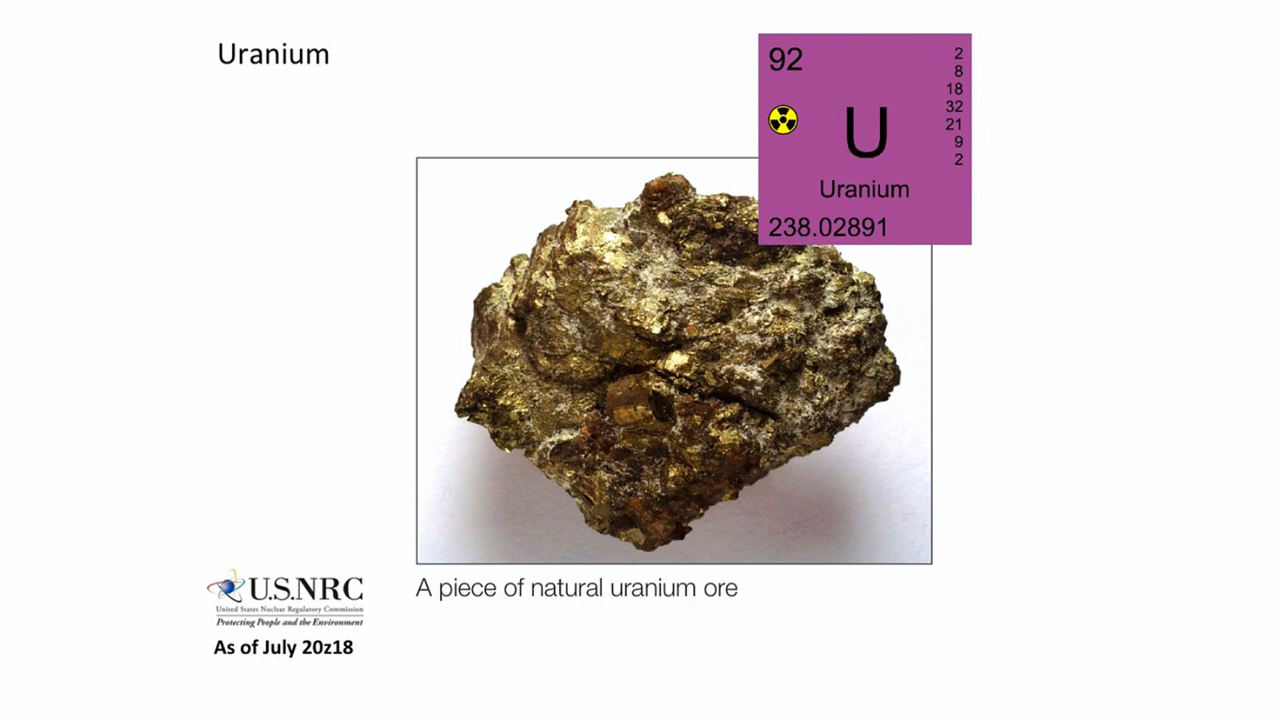 Uranium
92
2
8
18
32
21
9
2
U
Uranium
238.02891
A piece of natural uranium ore
U.S.NRC
United States Nuclear Regulatory Commission
Protecting People and the Environment
As of July 20z18